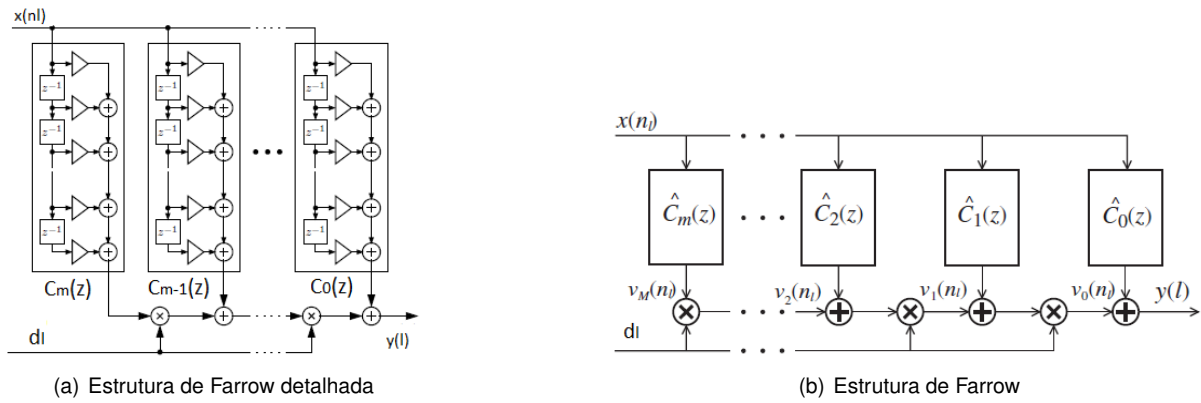 x(nl)
z⁻¹ z⁻¹ z⁻¹
z⁻¹ z⁻¹ z⁻¹
z⁻¹ z⁻¹ z⁻¹
Cm(z) Cm-1(z) C0(z)
dl
y(l)
(a) Estrutura de Farrow detalhada
x(nₗ)
Ĉm(z) Ĉ2(z) Ĉ1(z) Ĉ0(z)
vM(nₗ) v2(nₗ) v1(nₗ) v0(nₗ) y(l)
dl
(b) Estrutura de Farrow